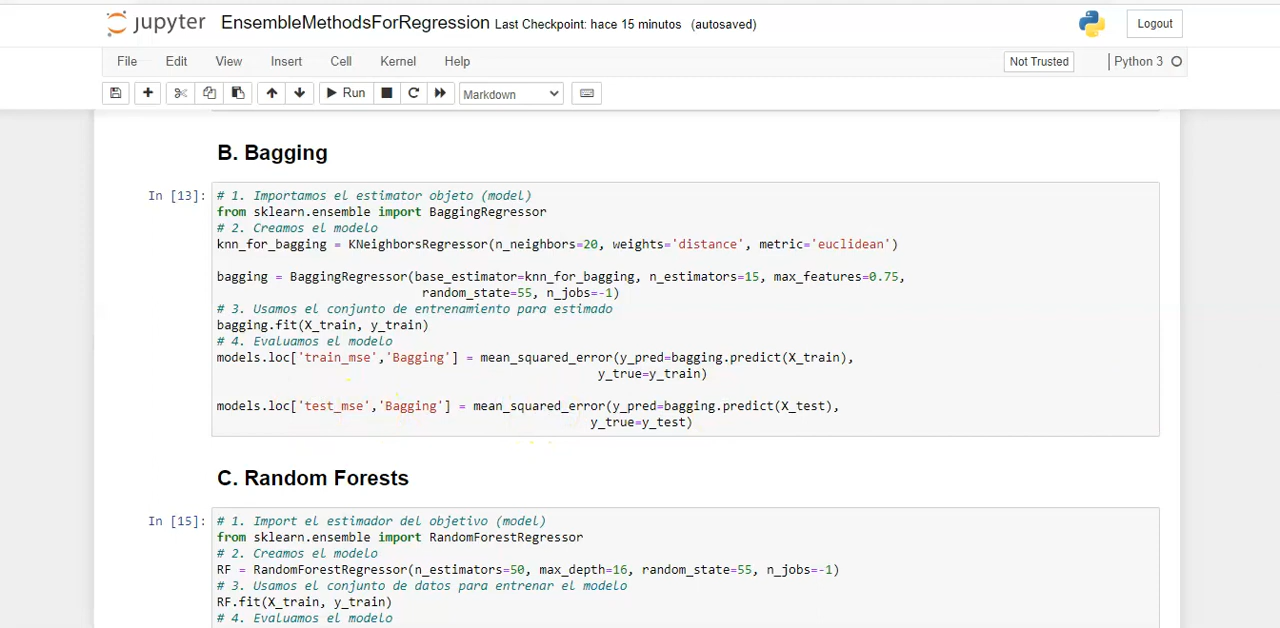 jupyter EnsembleMethodsForRegression Last Checkpoint: hace 15 minutos (autosaved) Logout
File Edit View Insert Cell Kernel Help Not Trusted Python 3
Run Markdown
B. Bagging
In [13]: # 1. Importamos el estimator objeto (model)
from sklearn.ensemble import BaggingRegressor
# 2. Creamos el modelo
knn_for_bagging = KNeighborsRegressor(n_neighbors=20, weights='distance', metric='euclidean')
bagging = BaggingRegressor(base_estimator=knn_for_bagging, n_estimators=15, max_features=0.75,
random_state=55, n_jobs=-1)
# 3. Usamos el conjunto de entrenamiento para estimado
bagging.fit(X_train, y_train)
# 4. Evaluamos el modelo
models.loc['train_mse','Bagging'] = mean_squared_error(y_pred=bagging.predict(X_train),
y_true=y_train)
models.loc['test_mse','Bagging'] = mean_squared_error(y_pred=bagging.predict(X_test),
y_true=y_test)
C. Random Forests
In [15]: # 1. Import el estimador del objetivo (model)
from sklearn.ensemble import RandomForestRegressor
# 2. Creamos el modelo
RF = RandomForestRegressor(n_estimators=50, max_depth=16, random_state=55, n_jobs=-1)
# 3. Usamos el conjunto de datos para entrenar el modelo
RF.fit(X_train, y_train)
# 4. Evaluamos el modelo